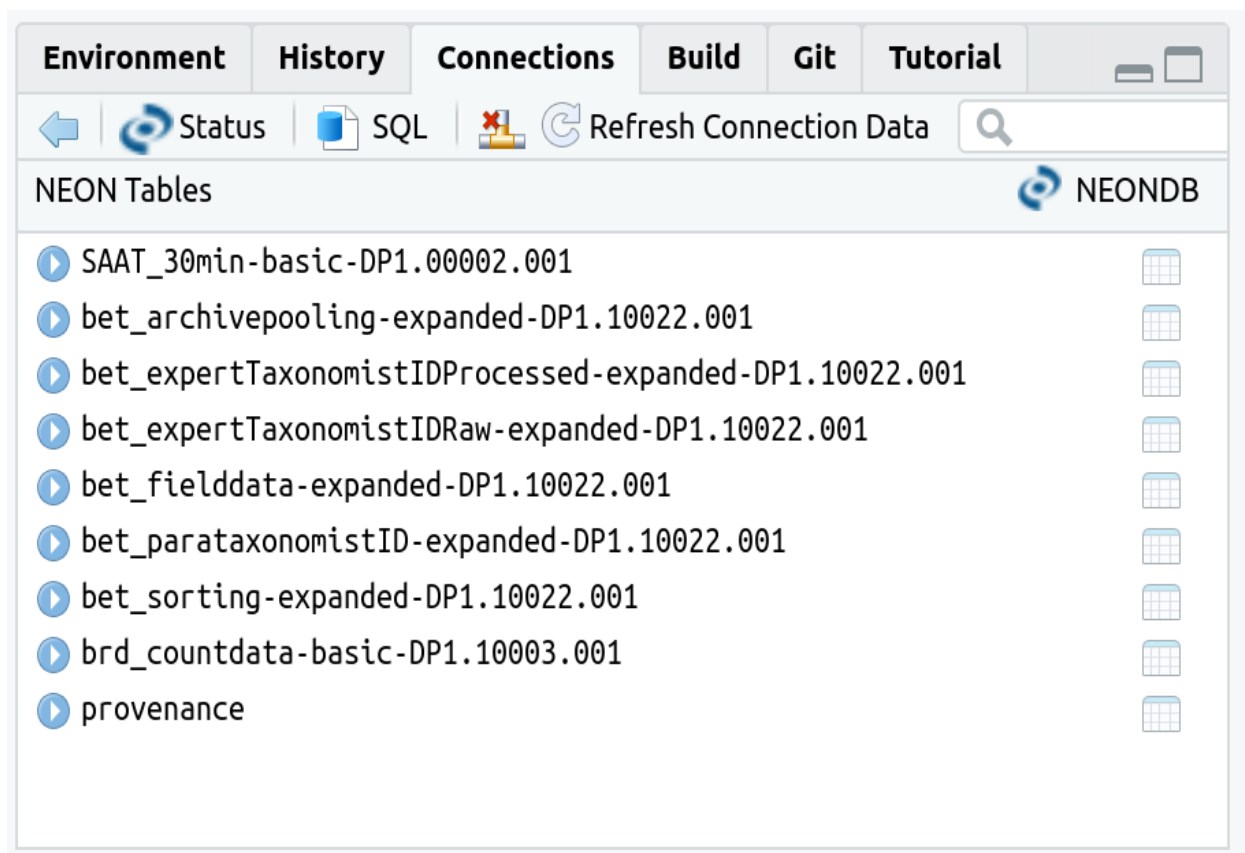 Environment History Connections Build Git Tutorial
Status SQL Refresh Connection Data
NEON Tables NEONDB
SAAT_30min-basic-DP1.00002.001
bet_archivepooling-expanded-DP1.10022.001
bet_expertTaxonomistIDProcessed-expanded-DP1.10022.001
bet_expertTaxonomistIDRaw-expanded-DP1.10022.001
bet_fielddata-expanded-DP1.10022.001
bet_parataxonomistID-expanded-DP1.10022.001
bet_sorting-expanded-DP1.10022.001
brd_countdata-basic-DP1.10003.001
provenance